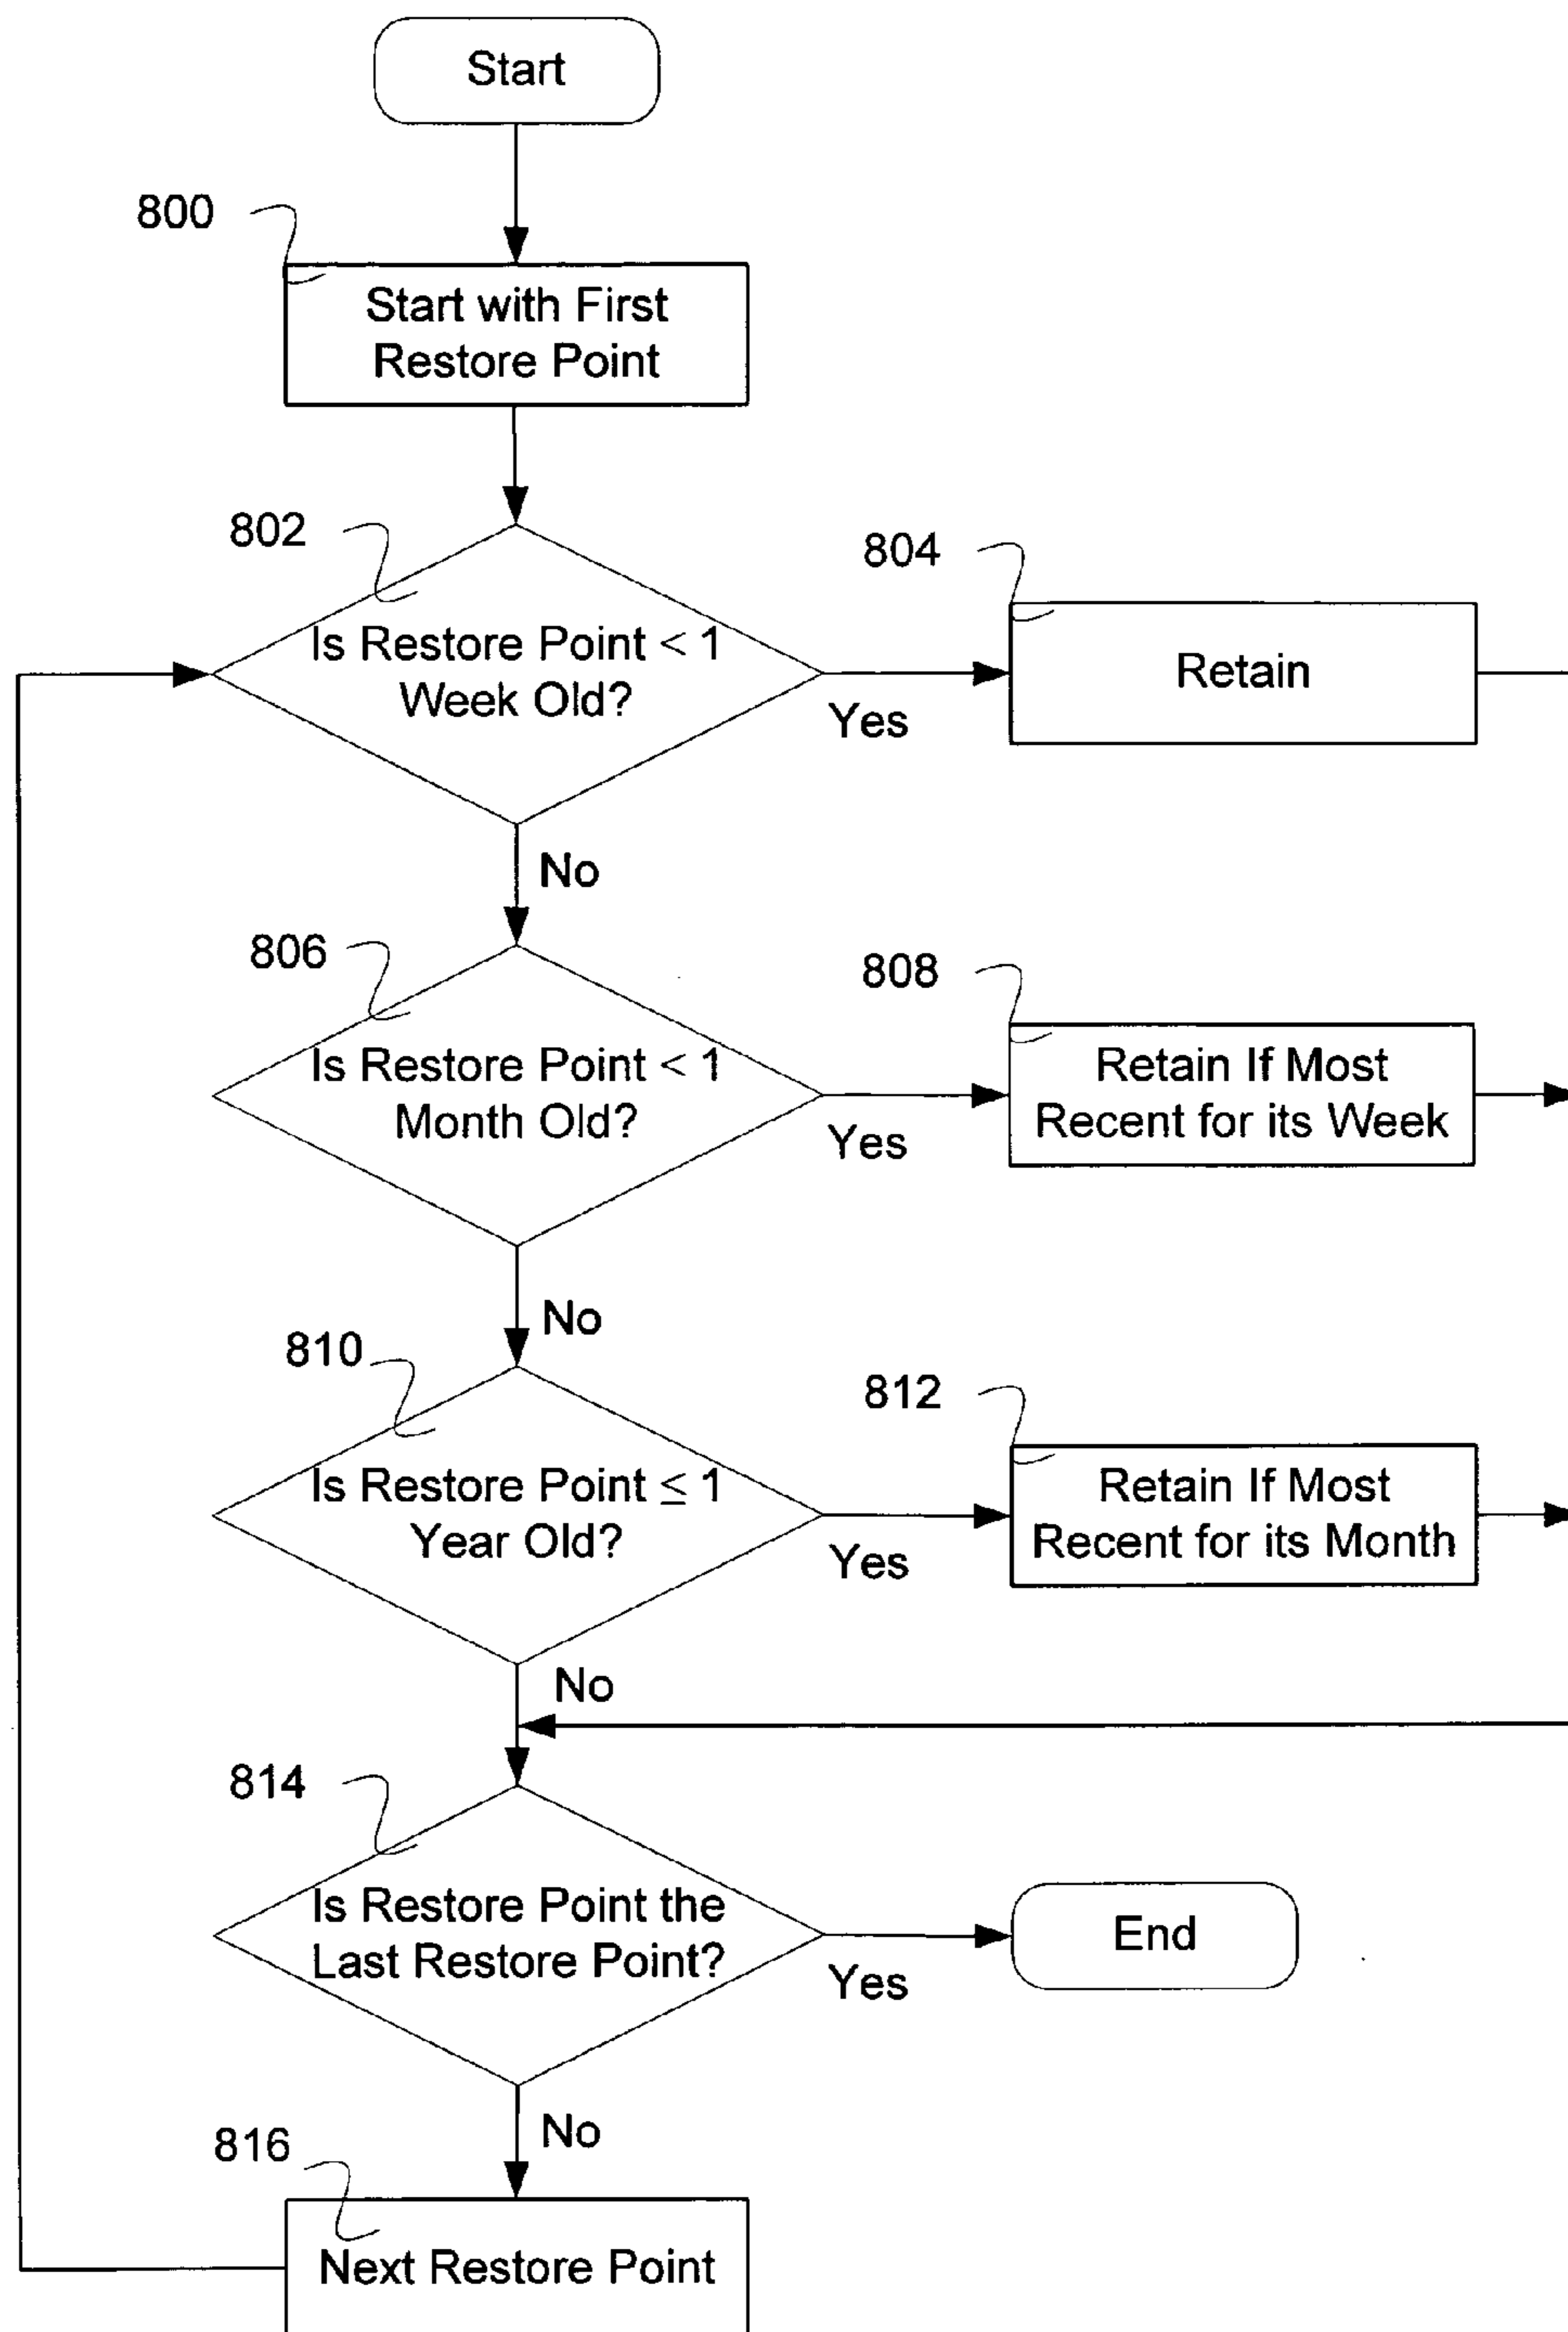 Start
800
Start with First
Restore Point
802
Is Restore Point < 1
Week Old?
Yes
804
Retain
No
806
Is Restore Point < 1
Month Old?
Yes
808
Retain If Most
Recent for its Week
No
810
Is Restore Point ≤ 1
Year Old?
Yes
812
Retain If Most
Recent for its Month
No
814
Is Restore Point the
Last Restore Point?
Yes
End
No
816
Next Restore Point